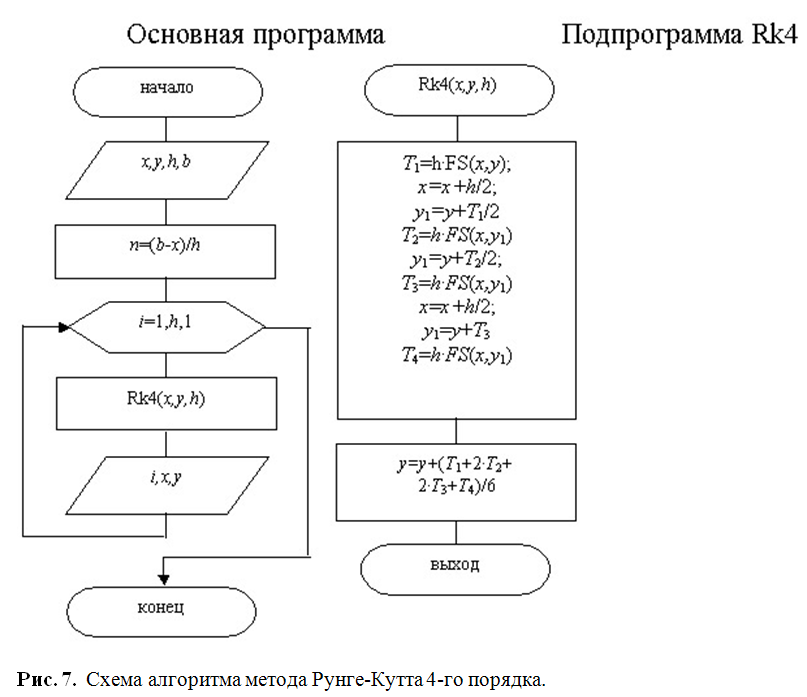 Основная программа
начало
x,y,h,b
n=(b-x)/h
i=1,h,1
Rk4(x,y,h)
i,x,y
конец
Подпрограмма Rk4
Rk4(x,y,h)
T₁=h·FS(x,y);
x=x+h/2;
y₁=y+T₁/2
T₂=h·FS(x,y₁)
y₁=y+T₂/2;
T₃=h·FS(x,y₁)
x=x+h/2;
y₁=y+T₃
T₄=h·FS(x,y₁)
y=y+(T₁+2·T₂+
2·T₃+T₄)/6
выход
Рис. 7. Схема алгоритма метода Рунге-Кутта 4-го порядка.